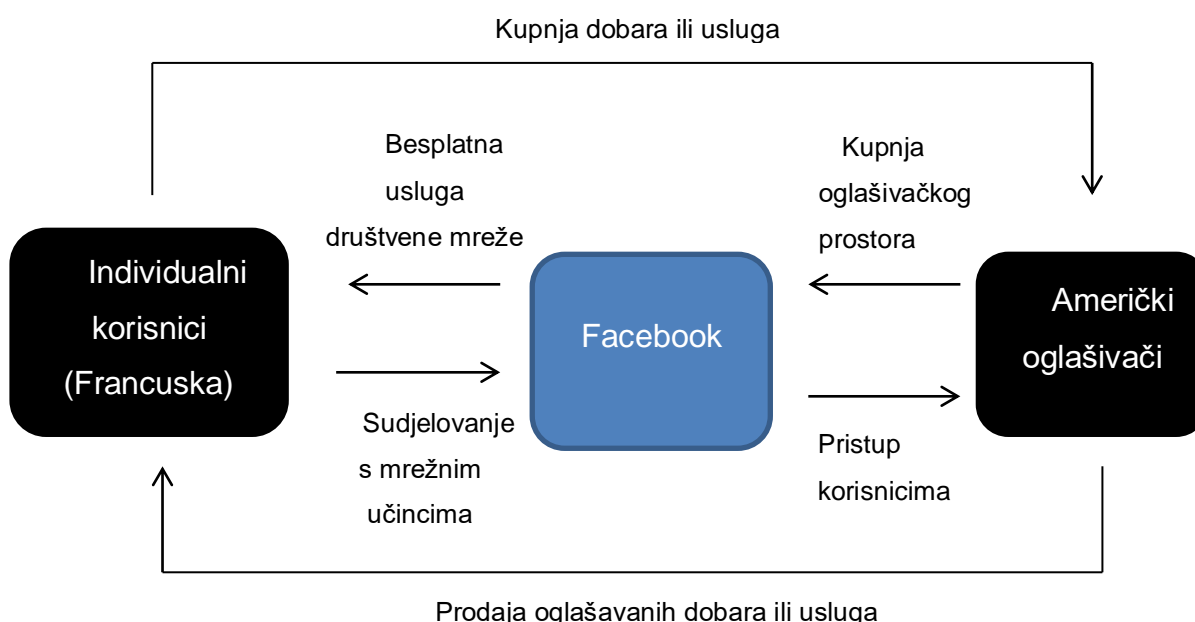 Kupnja dobara ili usluga
Besplatna
usluga
društvene mreže
Kupnja
oglašivačkog
prostora
Individualni
korisnici
(Francuska)
Facebook
Američki
oglašivači
Sudjelovanje
s mrežnim
učincima
Pristup
korisnicima
Prodaja oglašavanih dobara ili usluga